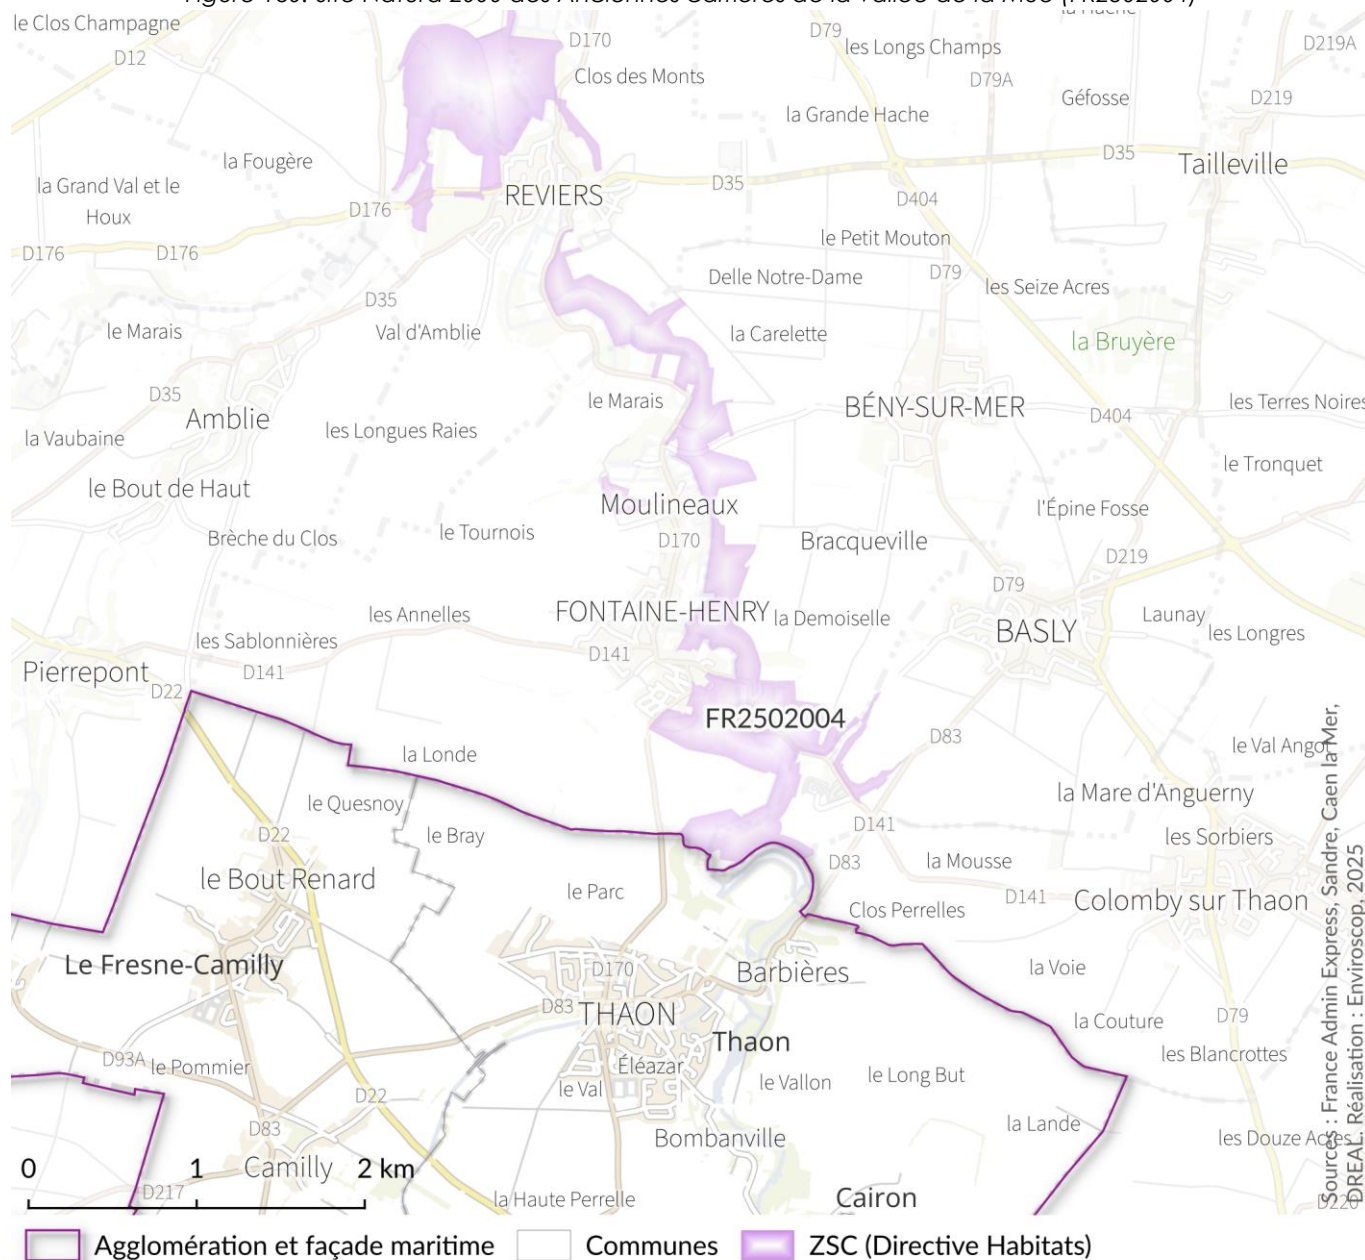 le Clos Champagne
D12
D170
Clos des Monts
D79
les Longs Champs
D79A
D219A
Géfosse
D219
la Grande Hache
D35
Tailleville
la Fougère
la Grand Val et le
Houx
D176
REVIERS
D35
D404
D176
D176
le Petit Mouton
Delle Notre-Dame
D79
les Seize Acres
D35
le Marais
Val d'Amblie
la Carelette
la Bruyère
D35
le Marais
BÉNY-SUR-MER
D404
les Terres Noires
Amblie
la Vaubaine
les Longues Raies
le Tronquet
le Bout de Haut
Moulineaux
l'Épine Fosse
Brèche du Clos
le Tournois
D170
Bracqueville
D219
D79
les Annelles
FONTAINE-HENRY
la Demoiselle
BASLY
Launay
les Longres
les Sablonnières
D141
D141
Pierrepont
D22
FR2502004
D83
le Val Angot
la Londe
le Quesnoy
la Mare d'Anguerny
D22
le Bray
D141
les Sorbiers
le Bout Renard
le Parc
D83
la Mousse
D141
Colomby sur Thaon
Clos Perrelles
Le Fresne-Camilly
D170
Barbières
la Voie
D83
THAON
Thaon
la Couture
D79
les Blancrottes
D93A
le Pommier
Éléazar
le Val
le Vallon
le Long But
D22
D83
la Lande
Bombanville
les Douze Acres
Camilly
D217
la Haute Perrelle
Cairon
D220
0 1 2 km
Sources : France Admin Express, Sandre, Caen la Mer,
DREAL. Réalisation : Enviroscop, 2025
Agglomération et façade maritime
Communes
ZSC (Directive Habitats)